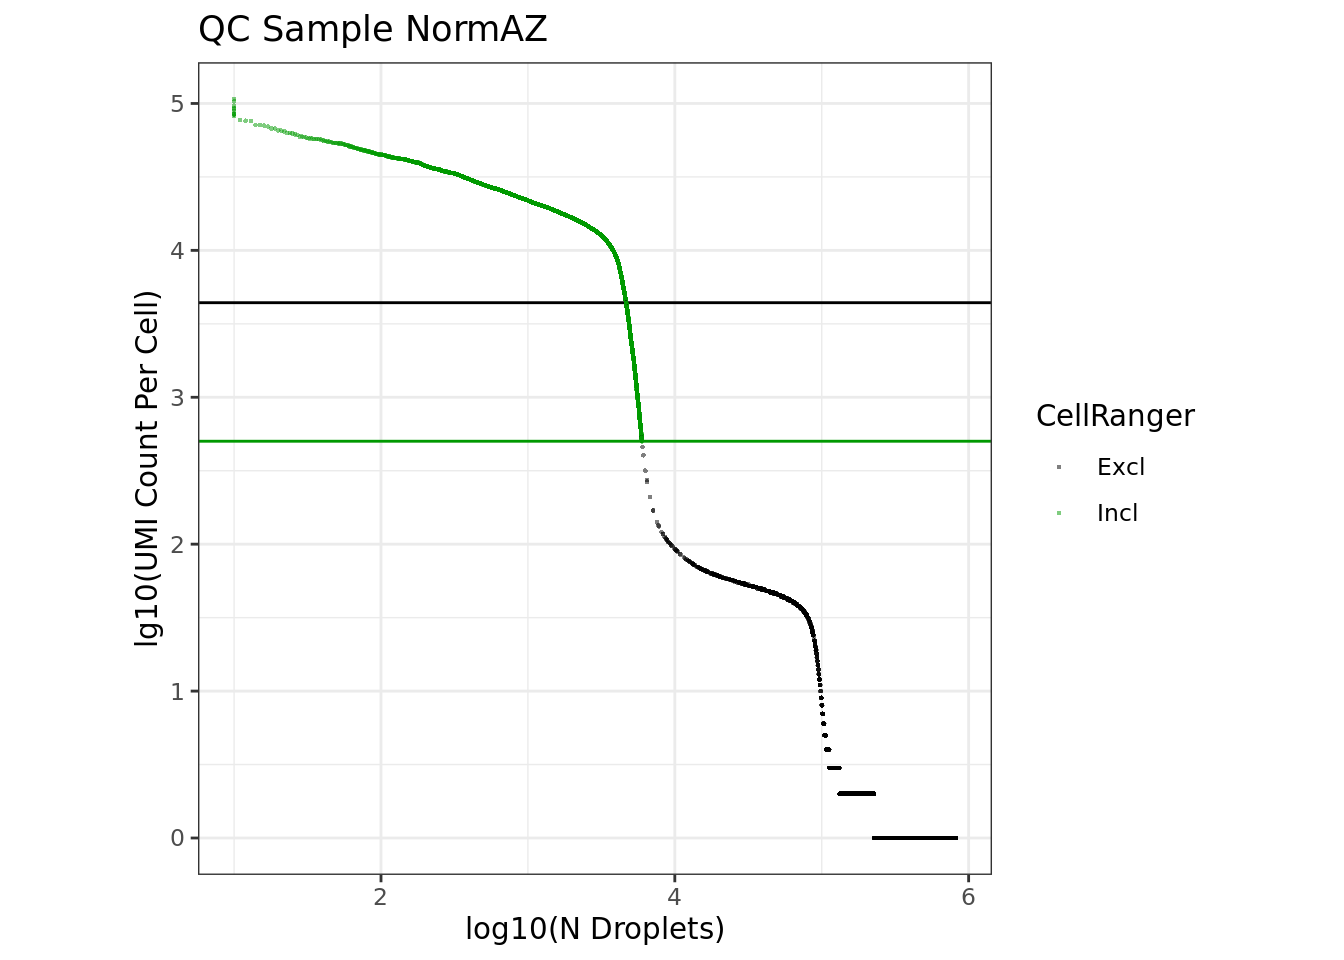 QC Sample NormAZ
lg10(UMI Count Per Cell)
5
4
3
2
1
0
2
4
6
log10(N Droplets)
CellRanger
Excl
Incl